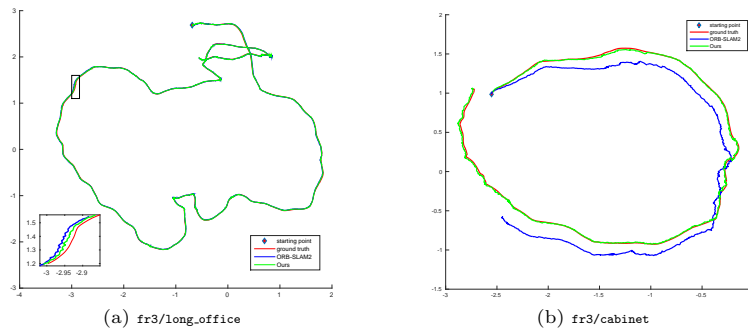 4
3
2
1
0
-1
-2
-3
-4 -3 -2 -1 0 1 2
1.5
1.4
1.3
1.2
-3 -2.95 -2.9
starting point
ground truth
ORB-SLAM2
Ours
(a) fr3/long_office
2
1.5
1
0.5
0
-0.5
-1
-1.5
-3 -2.5 -2 -1.5 -1 -0.5
starting point
ground truth
ORB-SLAM2
Ours
(b) fr3/cabinet